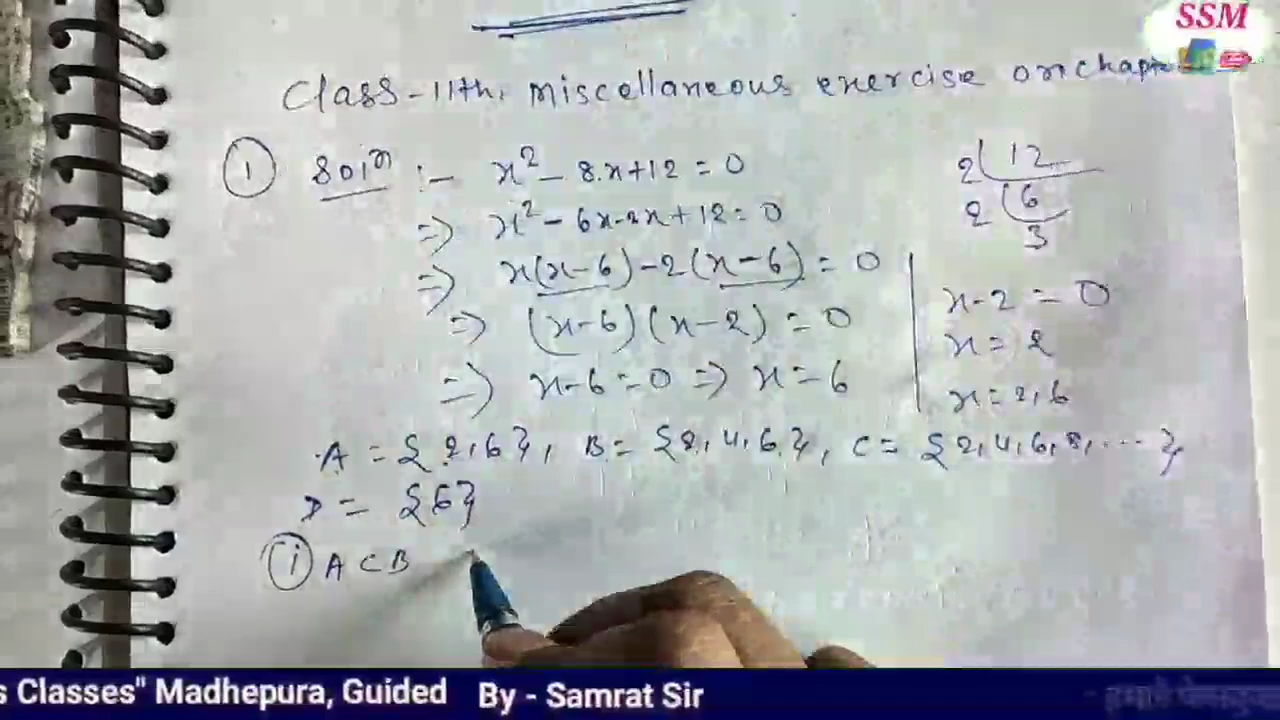 SSM
Class-11th, miscellaneous exercise on chapte
① Solⁿ :- x² - 8x+12=0
2 | 12
⇒ x² - 6x-2x+12=0
2 | 6
3
⇒ x(x-6)-2(x-6)=0
⇒ (x-6)(x-2)=0
⇒ x-6=0 ⇒ x=6
x-2=0
x=2
x=2,6
A = {2,6}, B={2,4,6}, C={2,4,6,8,...},
D = {6}
(i) A⊂B
s Classes" Madhepura, Guided By - Samrat Sir